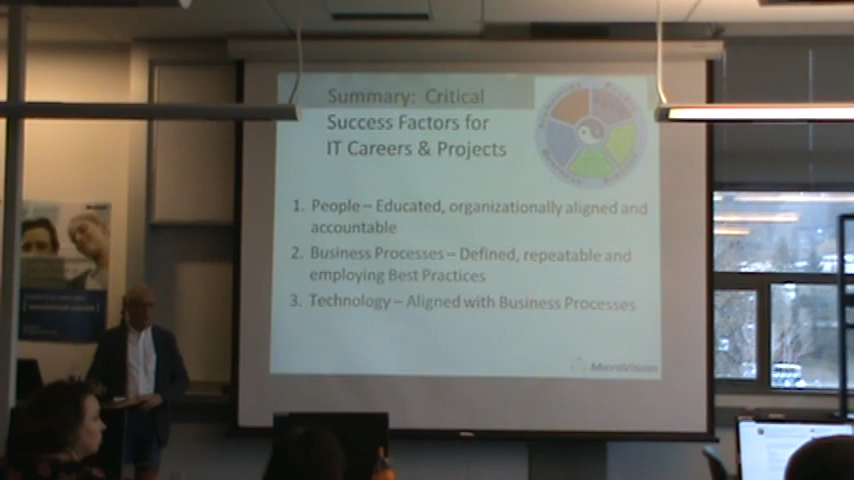 Summary: Critical
Success Factors for
IT Careers & Projects
1. People – Educated, organizationally aligned and
accountable
2. Business Processes – Defined, repeatable and
employing Best Practices
3. Technology – Aligned with Business Processes
MicroVision